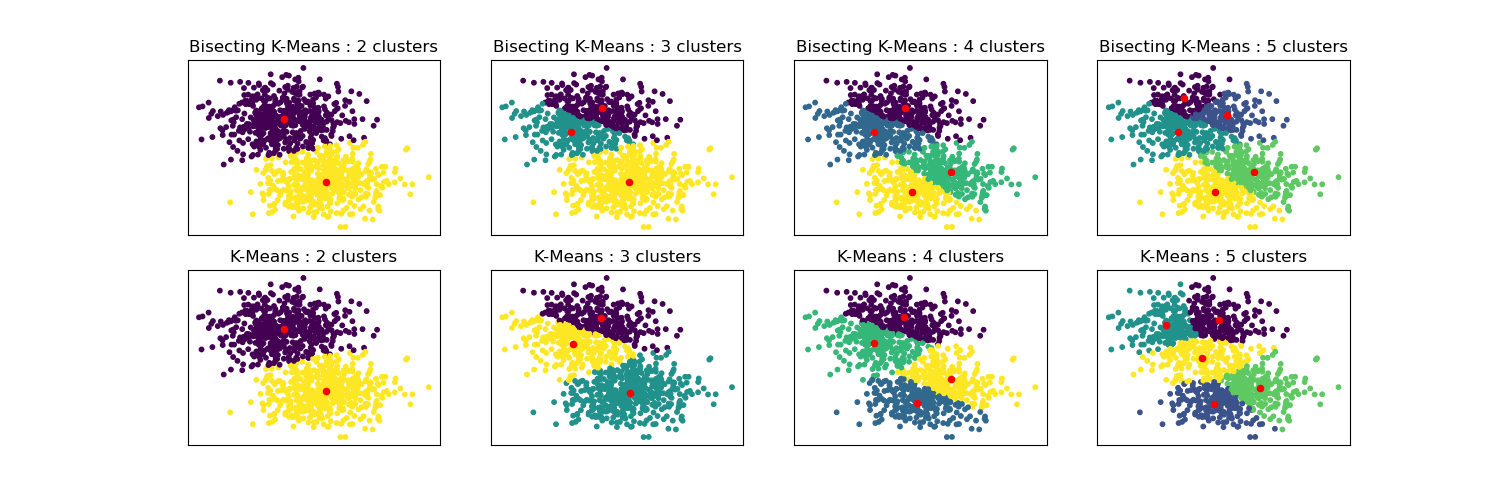 Bisecting K-Means : 2 clusters
Bisecting K-Means : 3 clusters
Bisecting K-Means : 4 clusters
Bisecting K-Means : 5 clusters
K-Means : 2 clusters
K-Means : 3 clusters
K-Means : 4 clusters
K-Means : 5 clusters